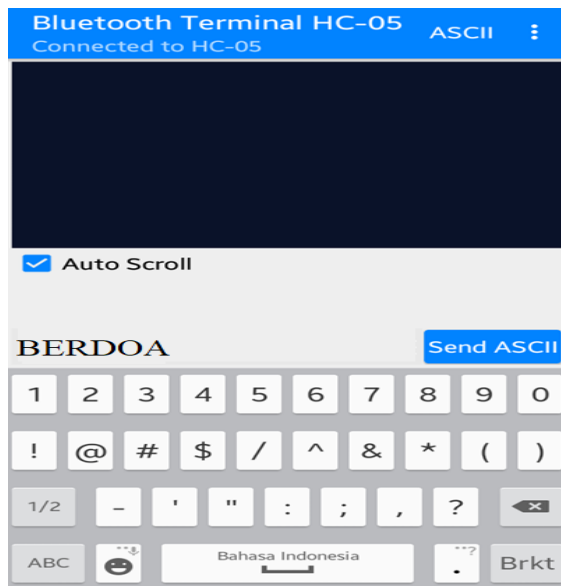 Bluetooth Terminal HC-05
ASCII
Connected to HC-05
Auto Scroll
BERDOA
Send ASCII
1 2 3 4 5 6 7 8 9 0
! @ # $ / ^ & * ( )
1/2 - ' " : ; , ?
ABC Bahasa Indonesia . Brkt